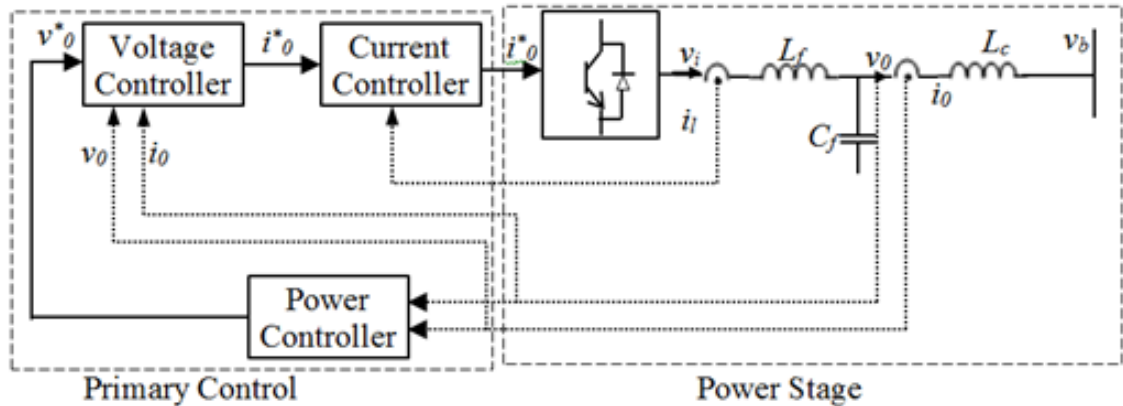 v*0
Voltage
Controller
i*0
Current
Controller
i*0
vi
Lf
v0
Lc
vb
il
i0
Cf
v0
i0
Power
Controller
Primary Control
Power Stage